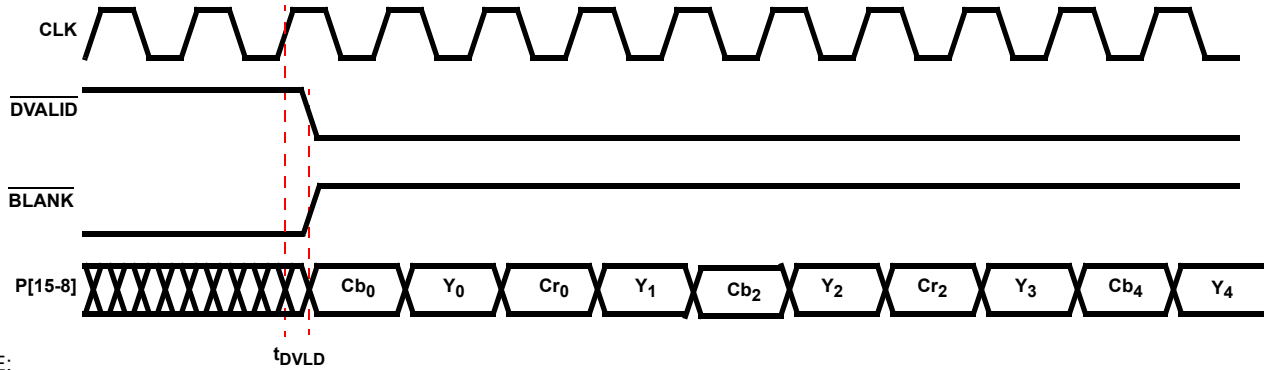 CLK
DVALID
BLANK
P[15-8] Cb0 Y0 Cr0 Y1 Cb2 Y2 Cr2 Y3 Cb4 Y4
tDVLD
E: